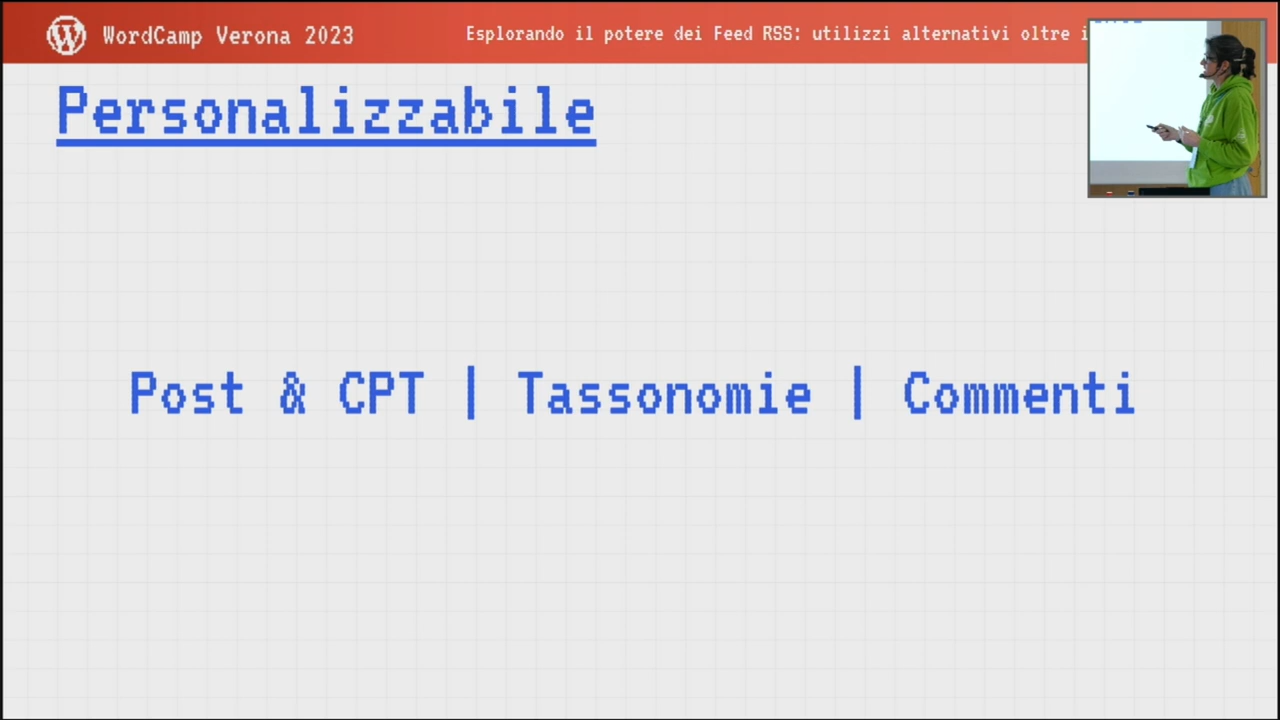 WordCamp Verona 2023
Esplorando il potere dei Feed RSS: utilizzi alternativi oltre
Personalizzabile
Post & CPT | Tassonomie | Commenti